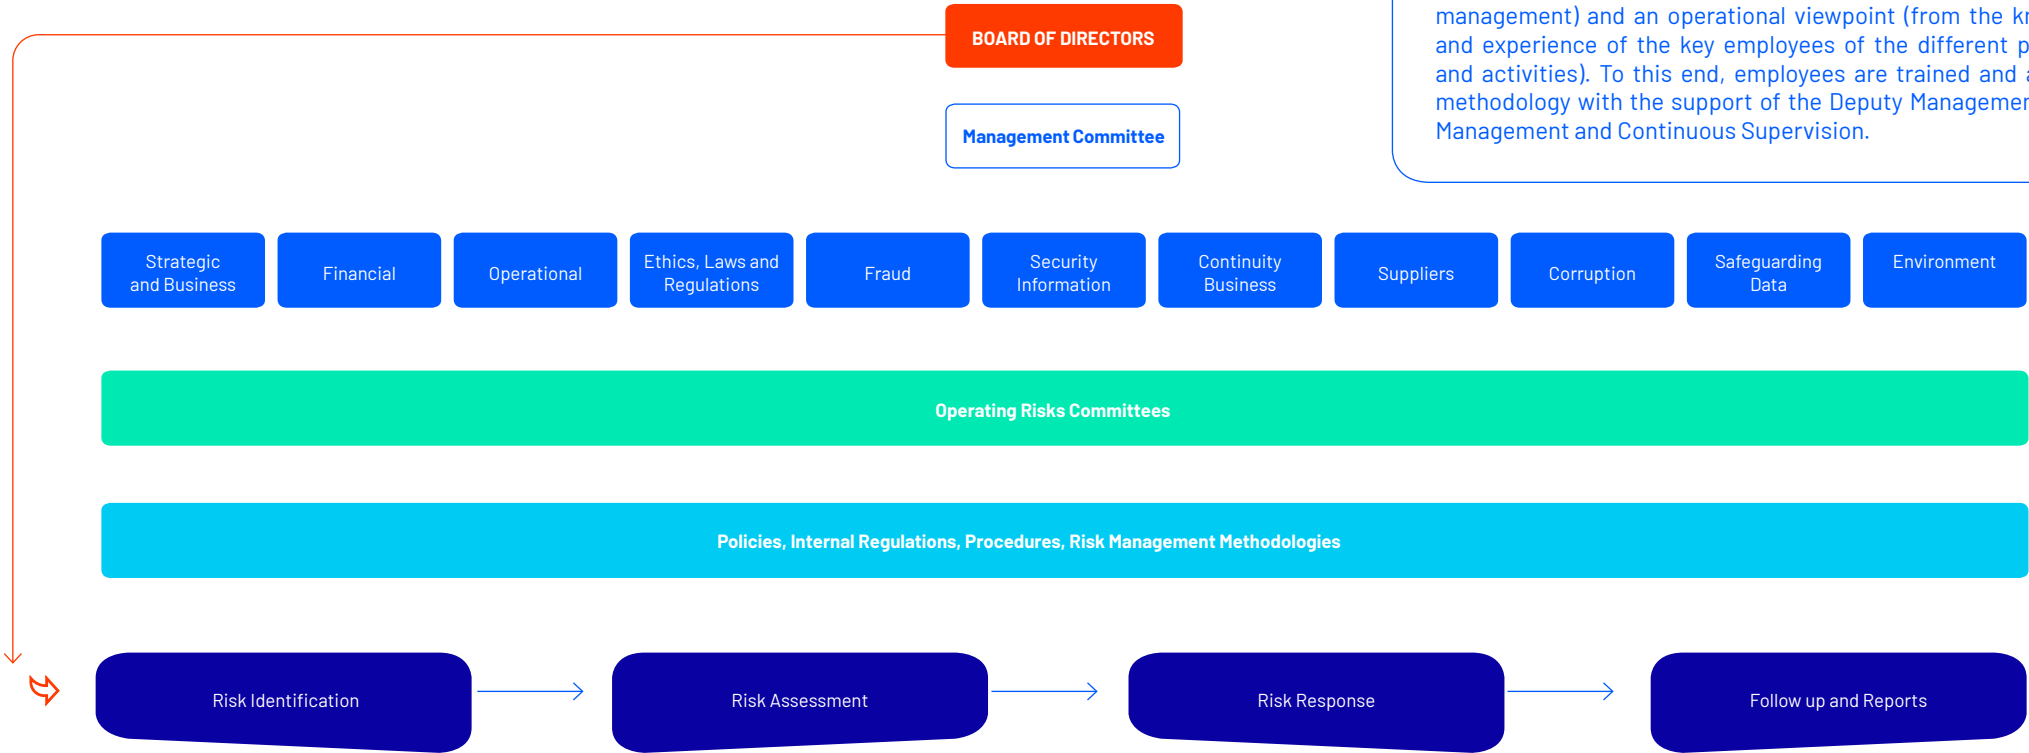 BOARD OF DIRECTORS
Management Committee
management) and an operational viewpoint (from the
and experience of the key employees of the different
and activities). To this end, employees are trained and
methodology with the support of the Deputy
Management and Continuous Supervision.
Strategic
and Business
Financial
Operational
Ethics, Laws and
Regulations
Fraud
Security
Information
Continuity
Business
Suppliers
Corruption
Safeguarding
Data
Environment
Operating Risks Committees
Policies, Internal Regulations, Procedures, Risk Management Methodologies
Risk Identification
Risk Assessment
Risk Response
Follow up and Reports